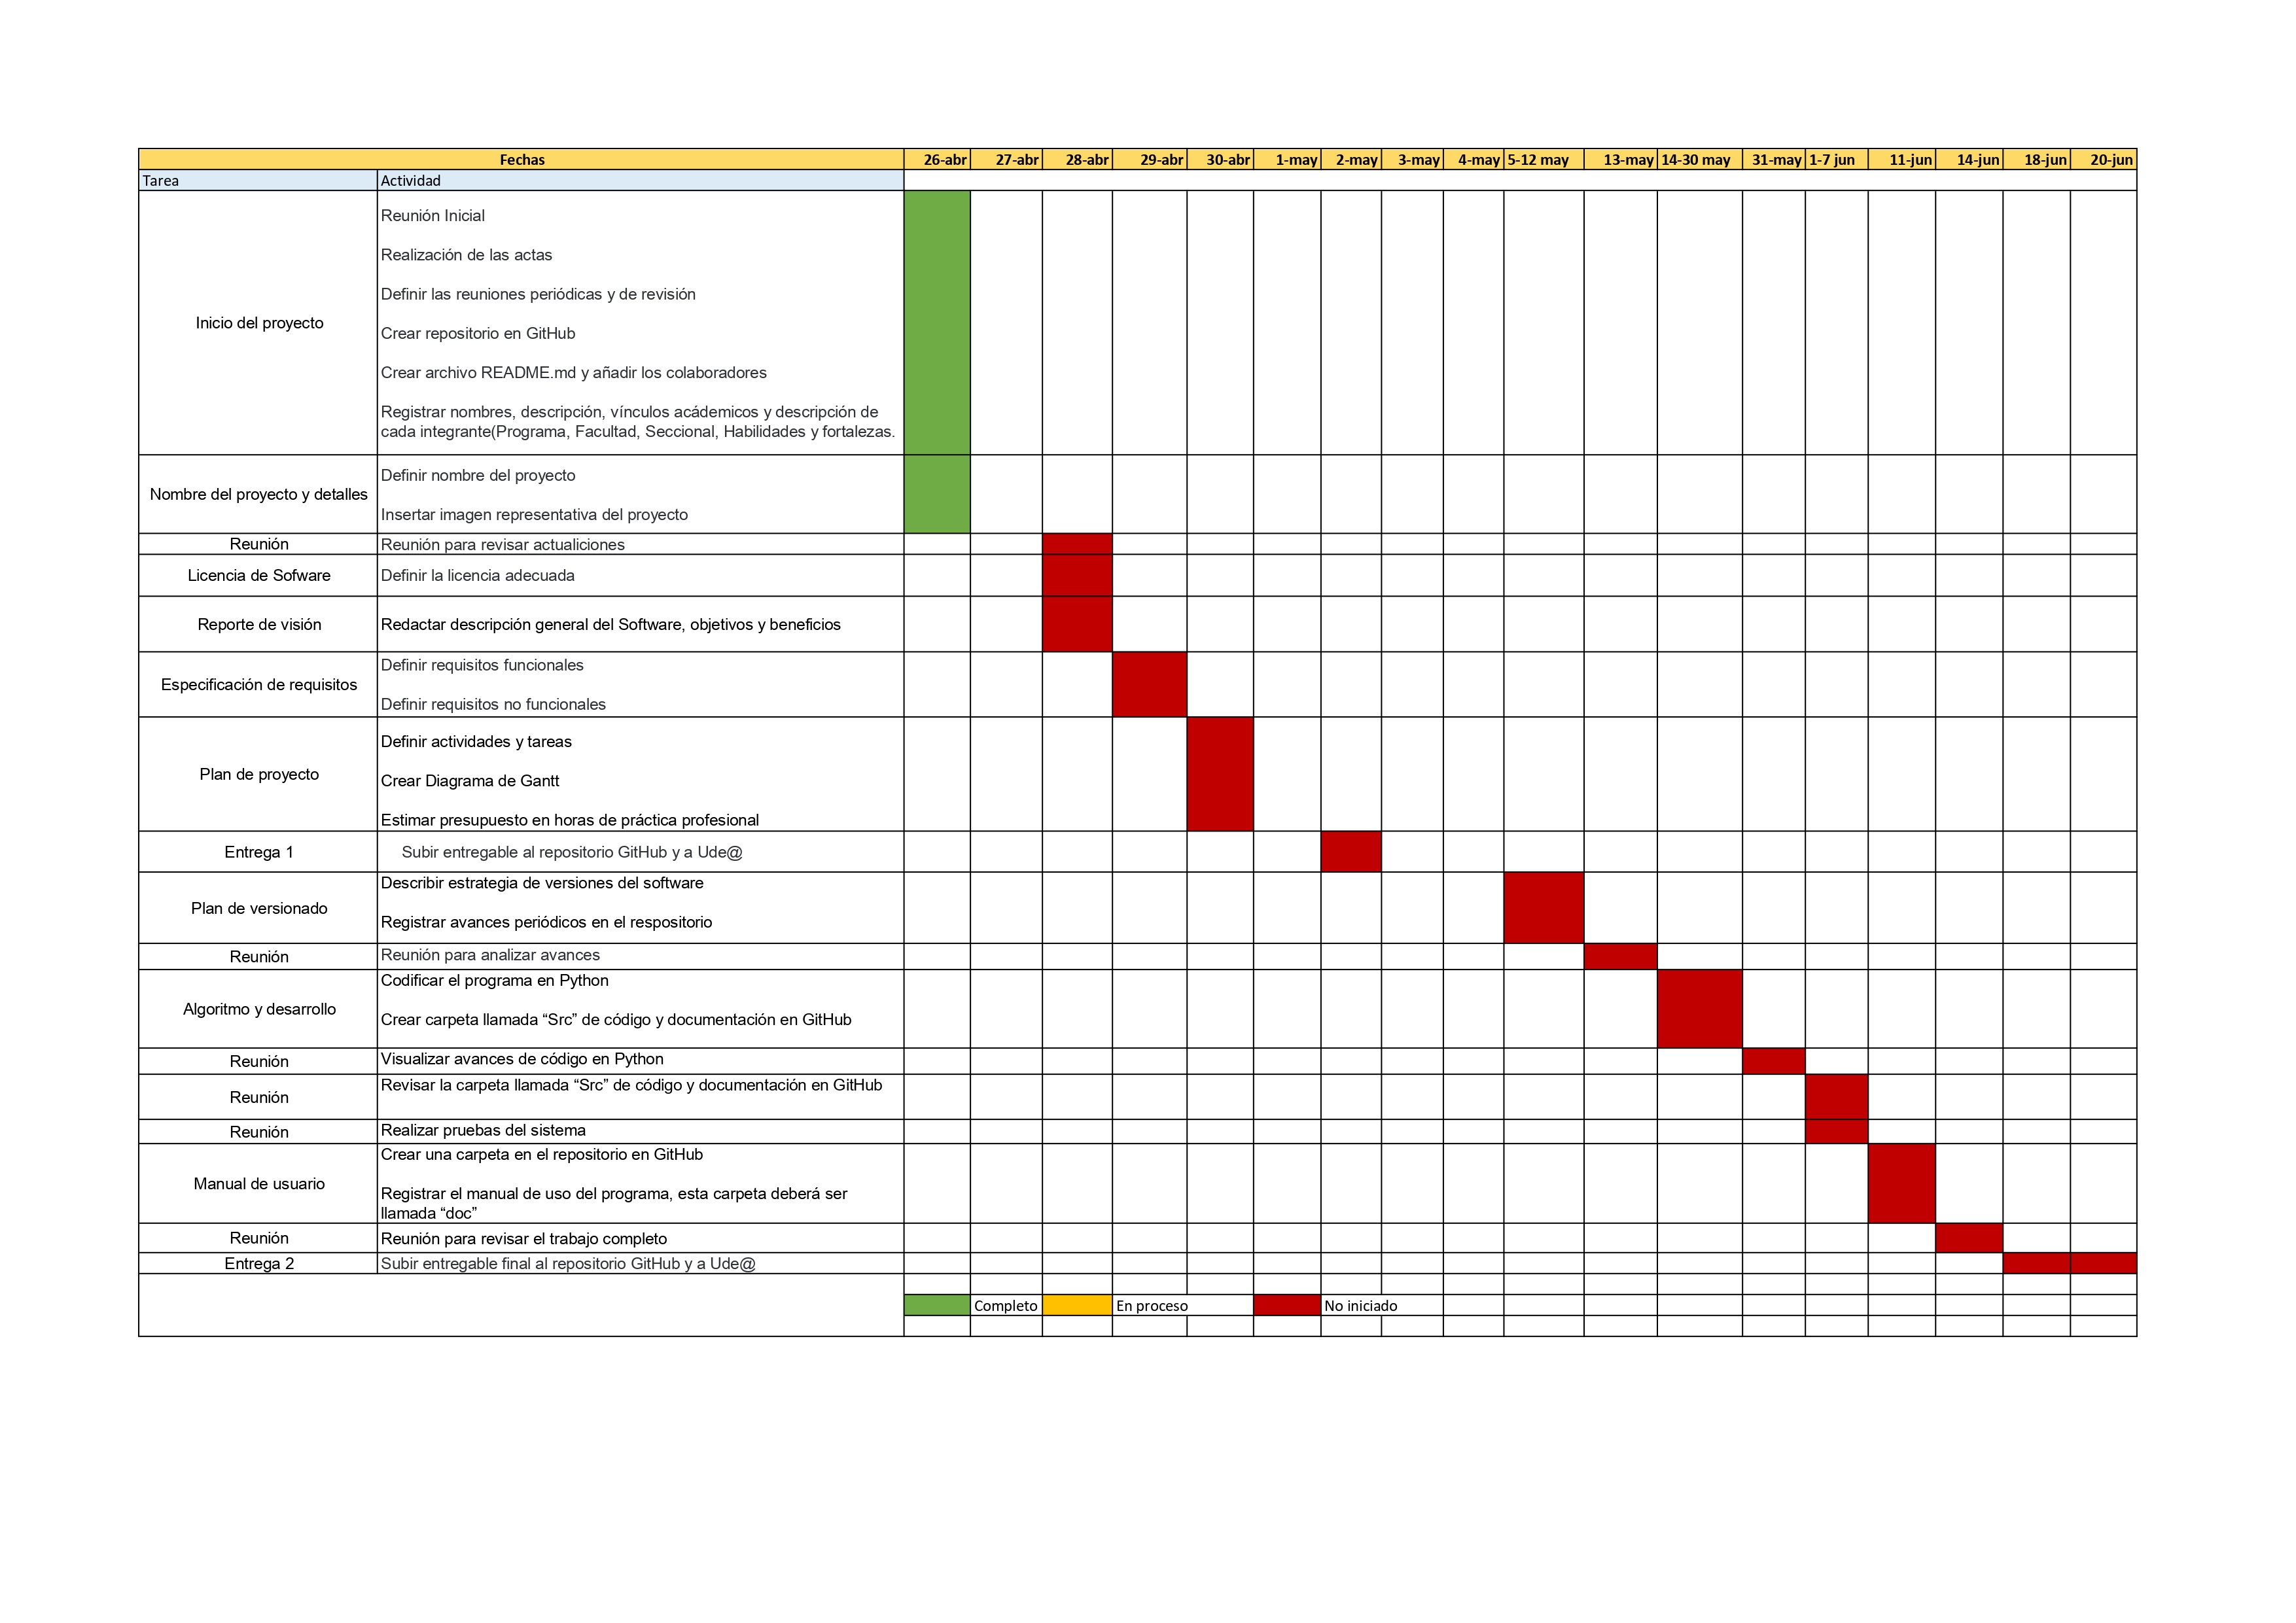 Fechas 26-abr 27-abr 28-abr 29-abr 30-abr 1-may 2-may 3-may 4-may 5-12 may 13-may 14-30 may 31-may 1-7 jun 11-jun 14-jun 18-jun 20-jun
Tarea Actividad
Inicio del proyecto
Reunión Inicial
Realización de las actas
Definir las reuniones periódicas y de revisión
Crear repositorio en GitHub
Crear archivo README.md y añadir los colaboradores
Registrar nombres, descripción, vínculos académicos y descripción de
cada integrante(Programa, Facultad, Seccional, Habilidades y fortalezas.
Nombre del proyecto y detalles
Definir nombre del proyecto
Insertar imagen representativa del proyecto
Reunión Reunión para revisar actualiciones
Licencia de Sofware Definir la licencia adecuada
Reporte de visión Redactar descripción general del Software, objetivos y beneficios
Especificación de requisitos
Definir requisitos funcionales
Definir requisitos no funcionales
Plan de proyecto
Definir actividades y tareas
Crear Diagrama de Gantt
Estimar presupuesto en horas de práctica profesional
Entrega 1 Subir entregable al repositorio GitHub y a Ude@
Plan de versionado
Describir estrategia de versiones del software
Registrar avances periódicos en el respositorio
Reunión Reunión para analizar avances
Algoritmo y desarrollo
Codificar el programa en Python
Crear carpeta llamada “Src” de código y documentación en GitHub
Reunión Visualizar avances de código en Python
Reunión Revisar la carpeta llamada “Src” de código y documentación en GitHub
Reunión Realizar pruebas del sistema
Manual de usuario
Crear una carpeta en el repositorio en GitHub
Registrar el manual de uso del programa, esta carpeta deberá ser
llamada “doc”
Reunión Reunión para revisar el trabajo completo
Entrega 2 Subir entregable final al repositorio GitHub y a Ude@
Completo En proceso No iniciado